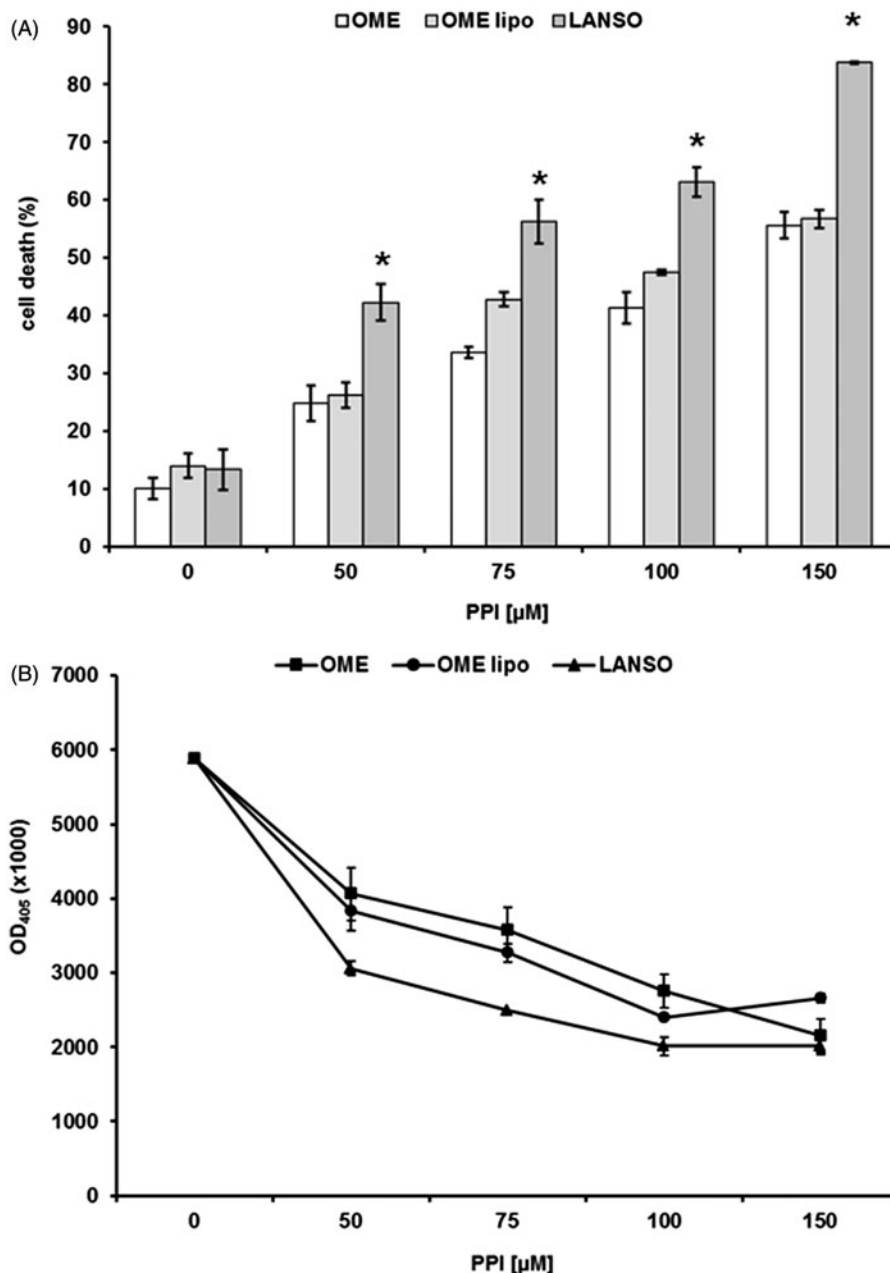 (A)
OME OME lipo LANSO
90
80
70
60
50
40
30
20
10
0
cell death (%)
* * * *
0 50 75 100 150
PPI [µM]
(B)
OME OME lipo LANSO
7000
6000
5000
4000
3000
2000
1000
0
OD₄₀₅ (x1000)
0 50 75 100 150
PPI [µM]